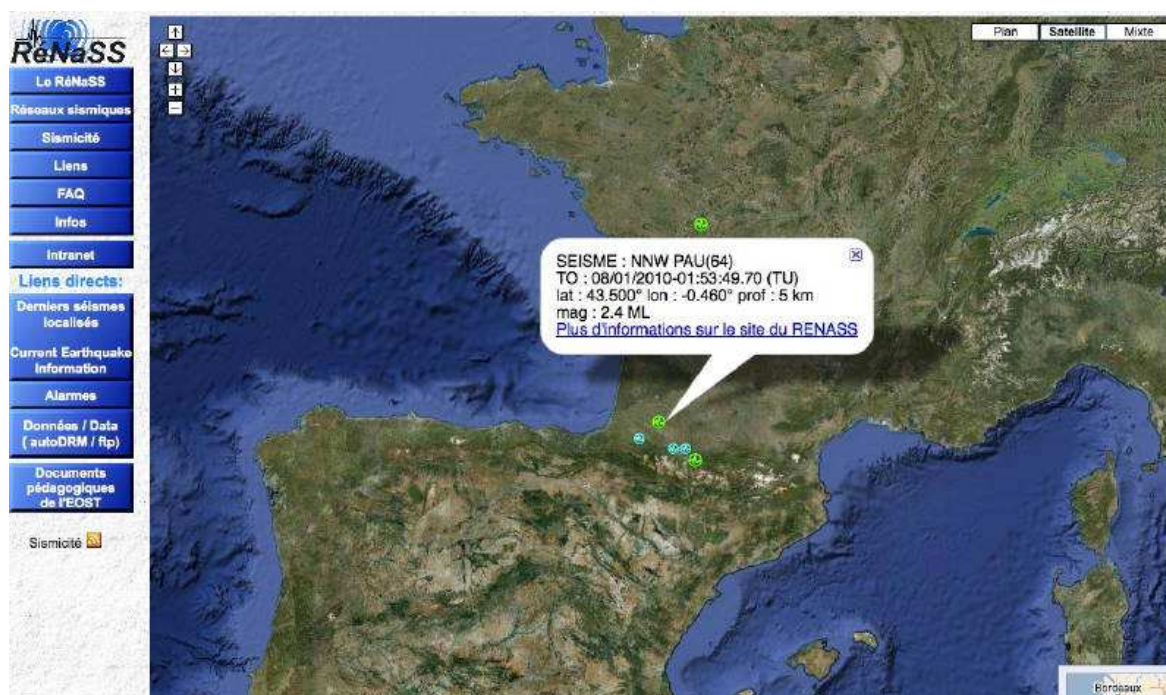 RéNaSS
Le RéNaSS
Réseaux sismiques
Sismicité
Liens
FAQ
Infos
Intranet
Liens directs:
Derniers séismes
localisés
Current Earthquake
Information
Alarmes
Données / Data
( autoDRM / ftp)
Documents
pédagogiques
de l'EOST
Sismicité
Plan
Satellite
Mixte
SEISME : NNW PAU(64)
TO : 08/01/2010-01:53:49.70 (TU)
lat : 43.500° lon : -0.460° prof : 5 km
mag : 2.4 ML
Plus d'informations sur le site du RENASS
Bordeaux